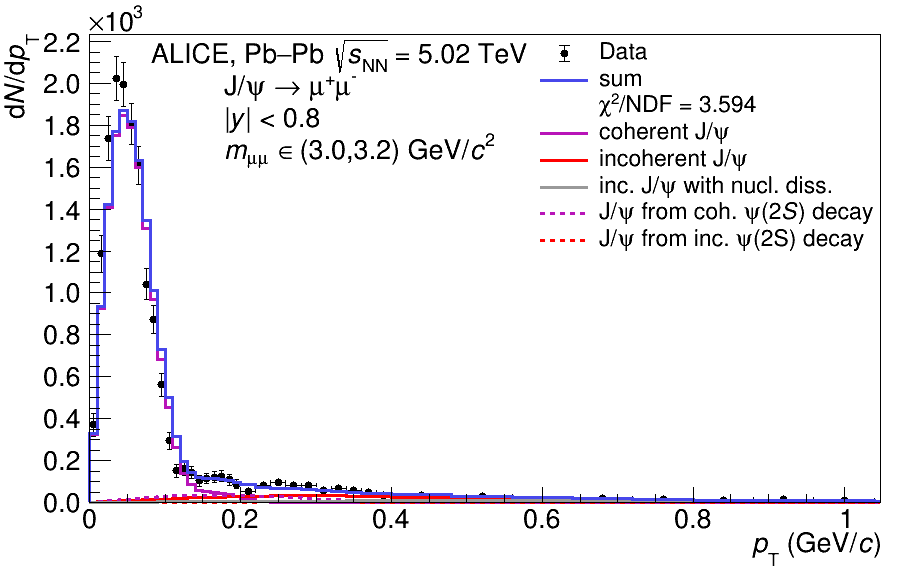 ×10³
dN/dp_T
2.2
2.0
1.8
1.6
1.4
1.2
1.0
0.8
0.6
0.4
0.2
0.0
ALICE, Pb–Pb √s_NN = 5.02 TeV
J/ψ → μ⁺μ⁻
|y| < 0.8
m_μμ ∈ (3.0,3.2) GeV/c²
Data
sum
χ²/NDF = 3.594
coherent J/ψ
incoherent J/ψ
inc. J/ψ with nucl. diss.
J/ψ from coh. ψ(2S) decay
J/ψ from inc. ψ(2S) decay
0 0.2 0.4 0.6 0.8 1
p_T (GeV/c)